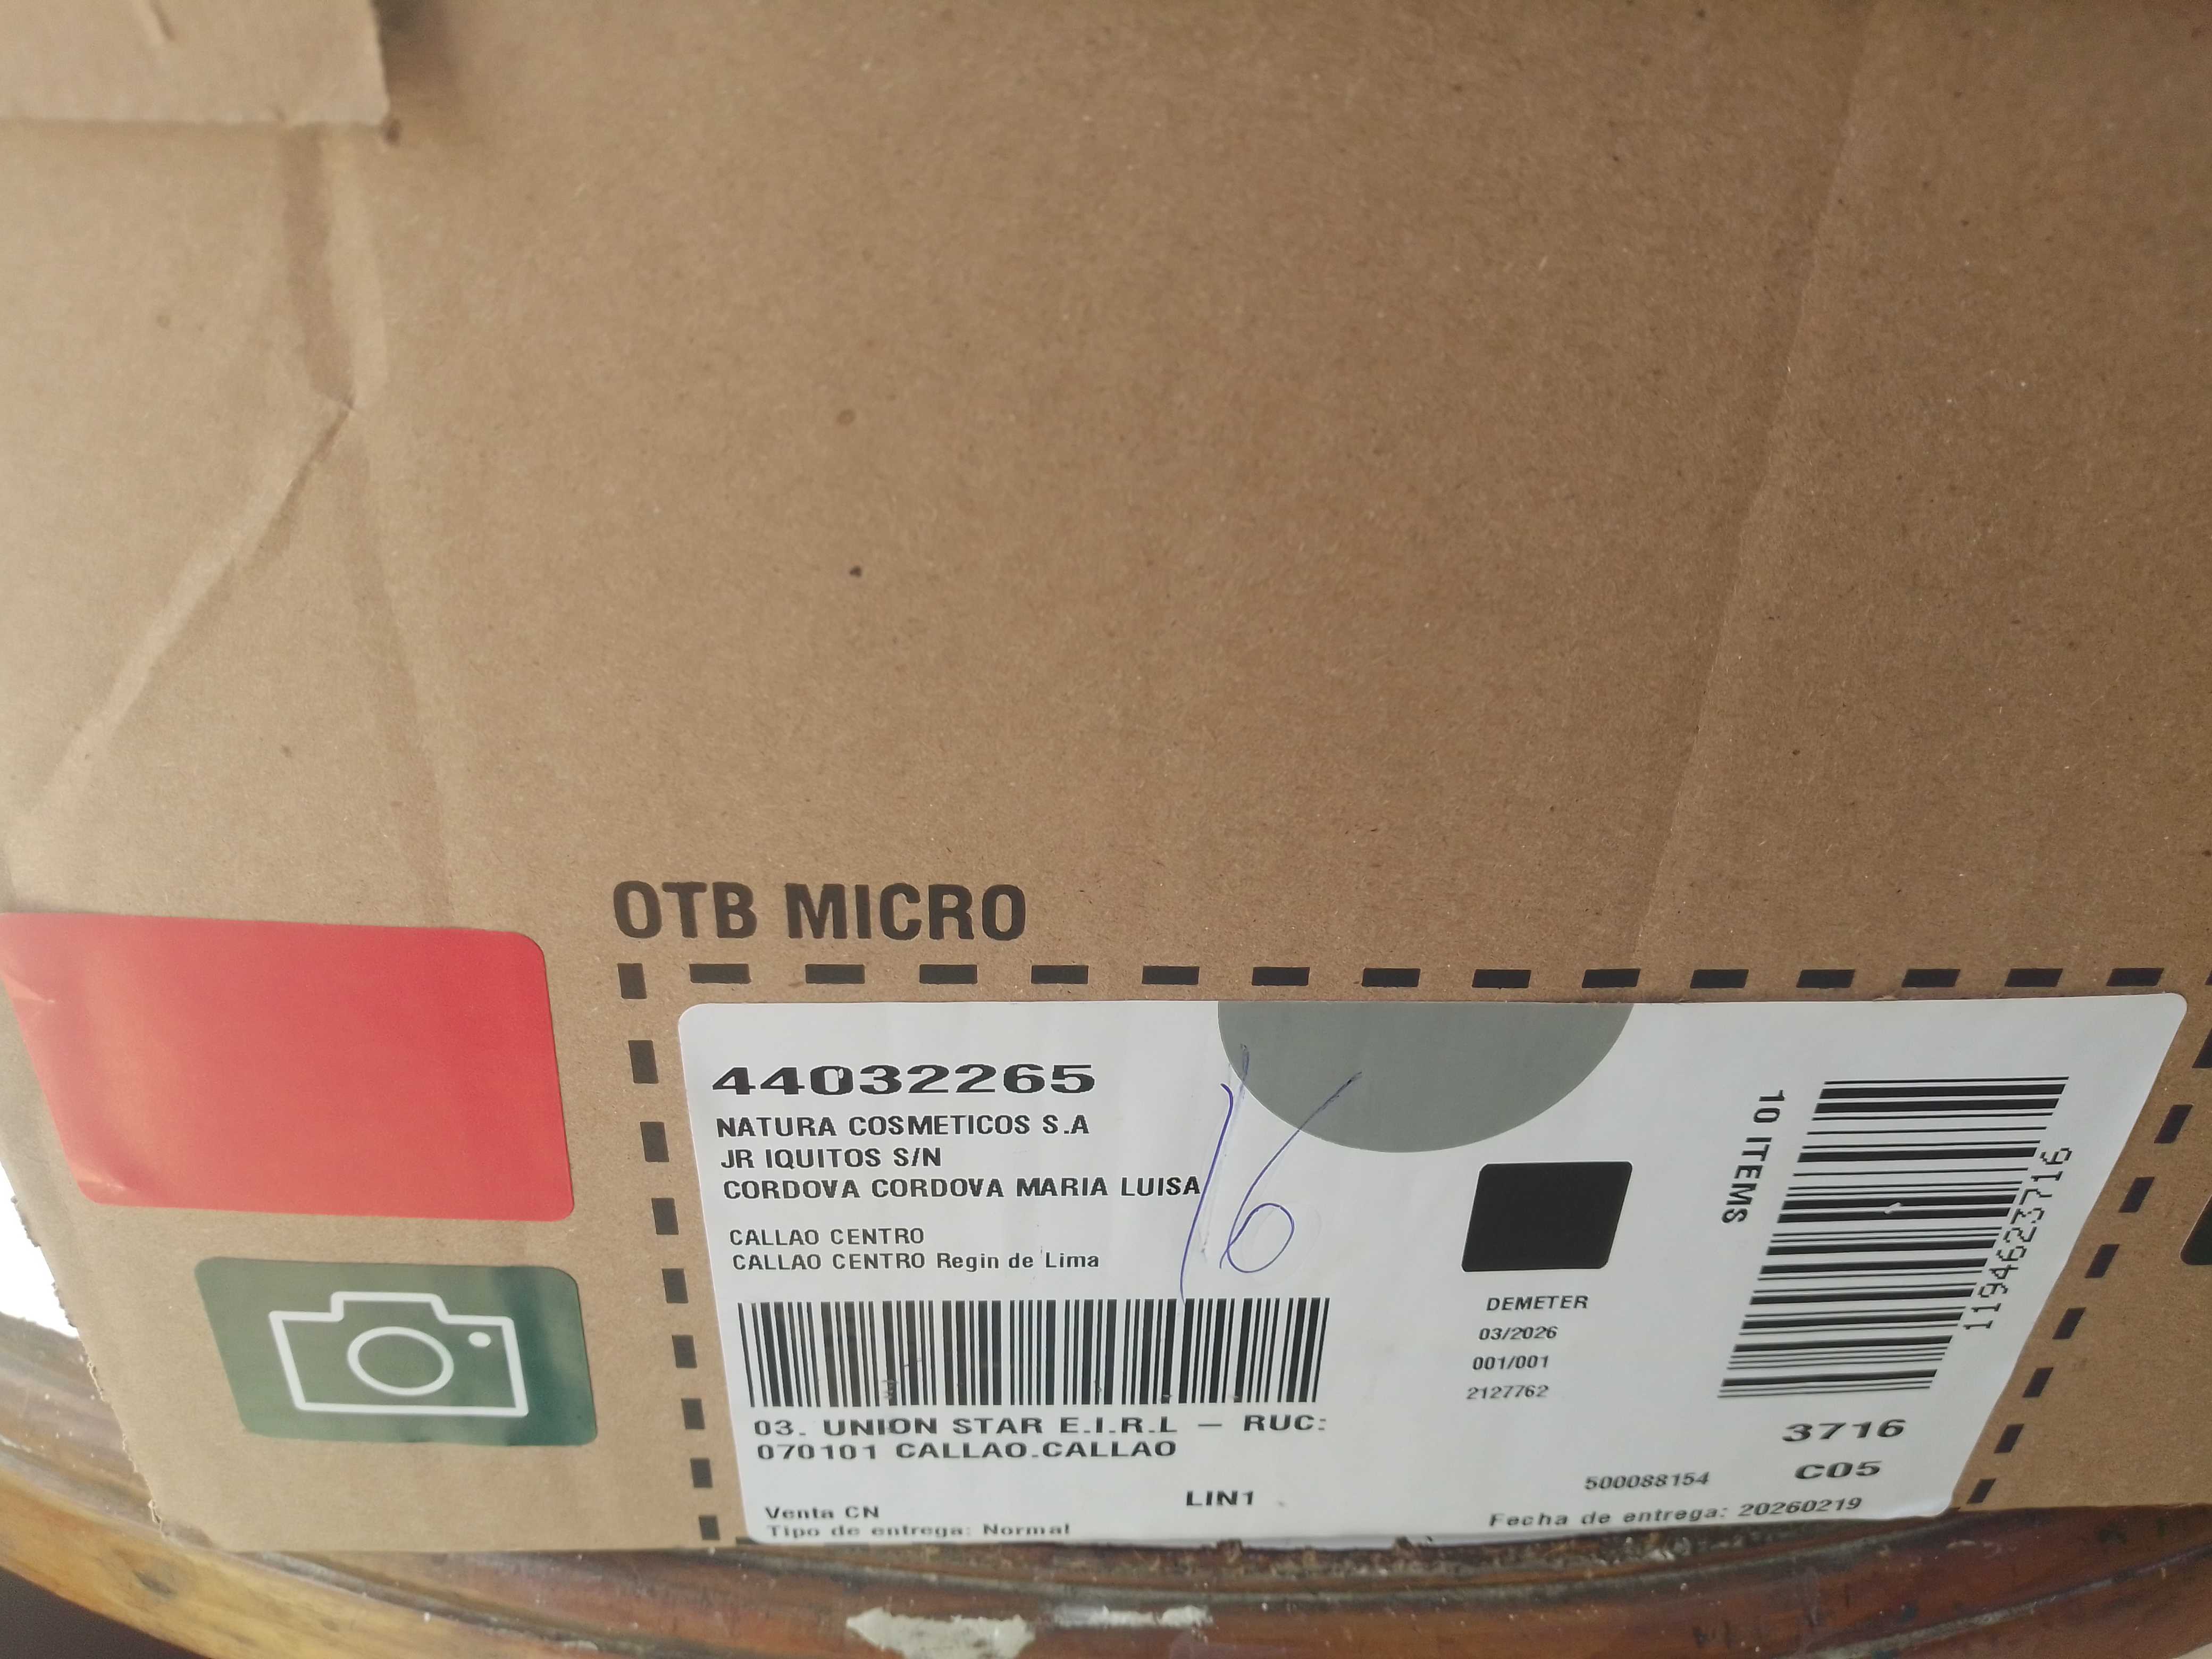 OTB MICRO
44032265
NATURA COSMETICOS S.A
JR IQUITOS S/N
CORDOVA CORDOVA MARIA LUISA
16
CALLAO CENTRO
CALLAO CENTRO Regin de Lima
03. UNION STAR E.I.R.L – RUC:
070101 CALLAO.CALLAO
LIN1
Venta CN
Tipo de entrega: Normal
DEMETER
03/2026
001/001
2127762
10 ITEMS
1194623716
3716
C05
500088154
Fecha de entrega: 20260219